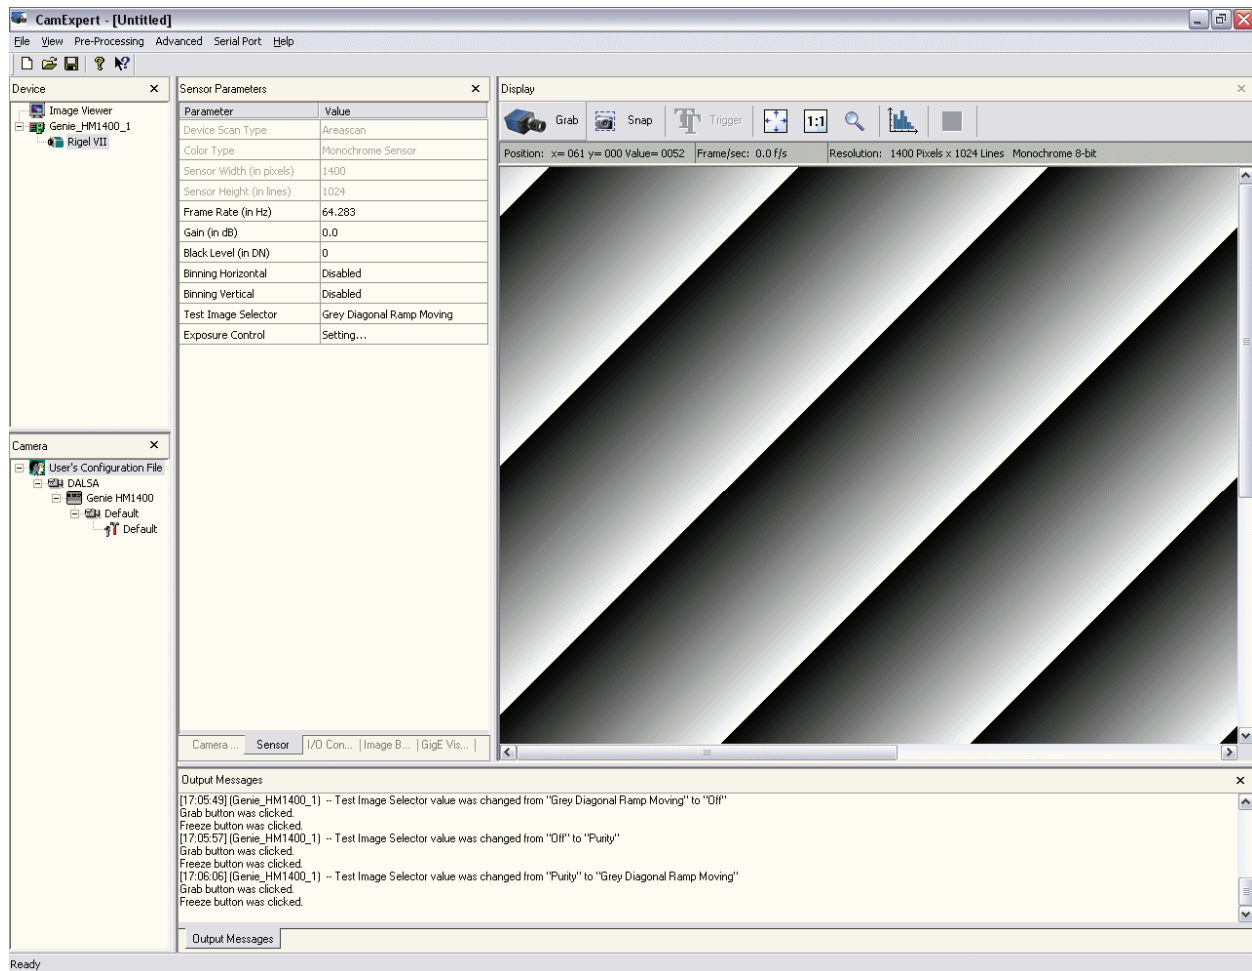 CamExpert - [Untitled]
File View Pre-Processing Advanced Serial Port Help
Device
Image Viewer
Genie_HM1400_1
Rigel VII
Camera
User's Configuration File
DALSA
Genie HM1400
Default
Default
Sensor Parameters
Parameter Value
Device Scan Type Areascan
Color Type Monochrome Sensor
Sensor Width (in pixels) 1400
Sensor Height (in lines) 1024
Frame Rate (in Hz) 64.283
Gain (in dB) 0.0
Black Level (in DN) 0
Binning Horizontal Disabled
Binning Vertical Disabled
Test Image Selector Grey Diagonal Ramp Moving
Exposure Control Setting...
Camera ... Sensor I/O Con... Image B... GigE Vis...
Display
Grab Snap Trigger 1:1
Position: x= 061 y= 000 Value= 0052 Frame/sec: 0.0 f/s Resolution: 1400 Pixels x 1024 Lines Monochrome 8-bit
Output Messages
[17:05:49] (Genie_HM1400_1) -- Test Image Selector value was changed from "Grey Diagonal Ramp Moving" to "Off"
Grab button was clicked.
Freeze button was clicked.
[17:05:57] (Genie_HM1400_1) -- Test Image Selector value was changed from "Off" to "Purity"
Grab button was clicked.
Freeze button was clicked.
[17:06:06] (Genie_HM1400_1) -- Test Image Selector value was changed from "Purity" to "Grey Diagonal Ramp Moving"
Grab button was clicked.
Freeze button was clicked.
Output Messages
Ready